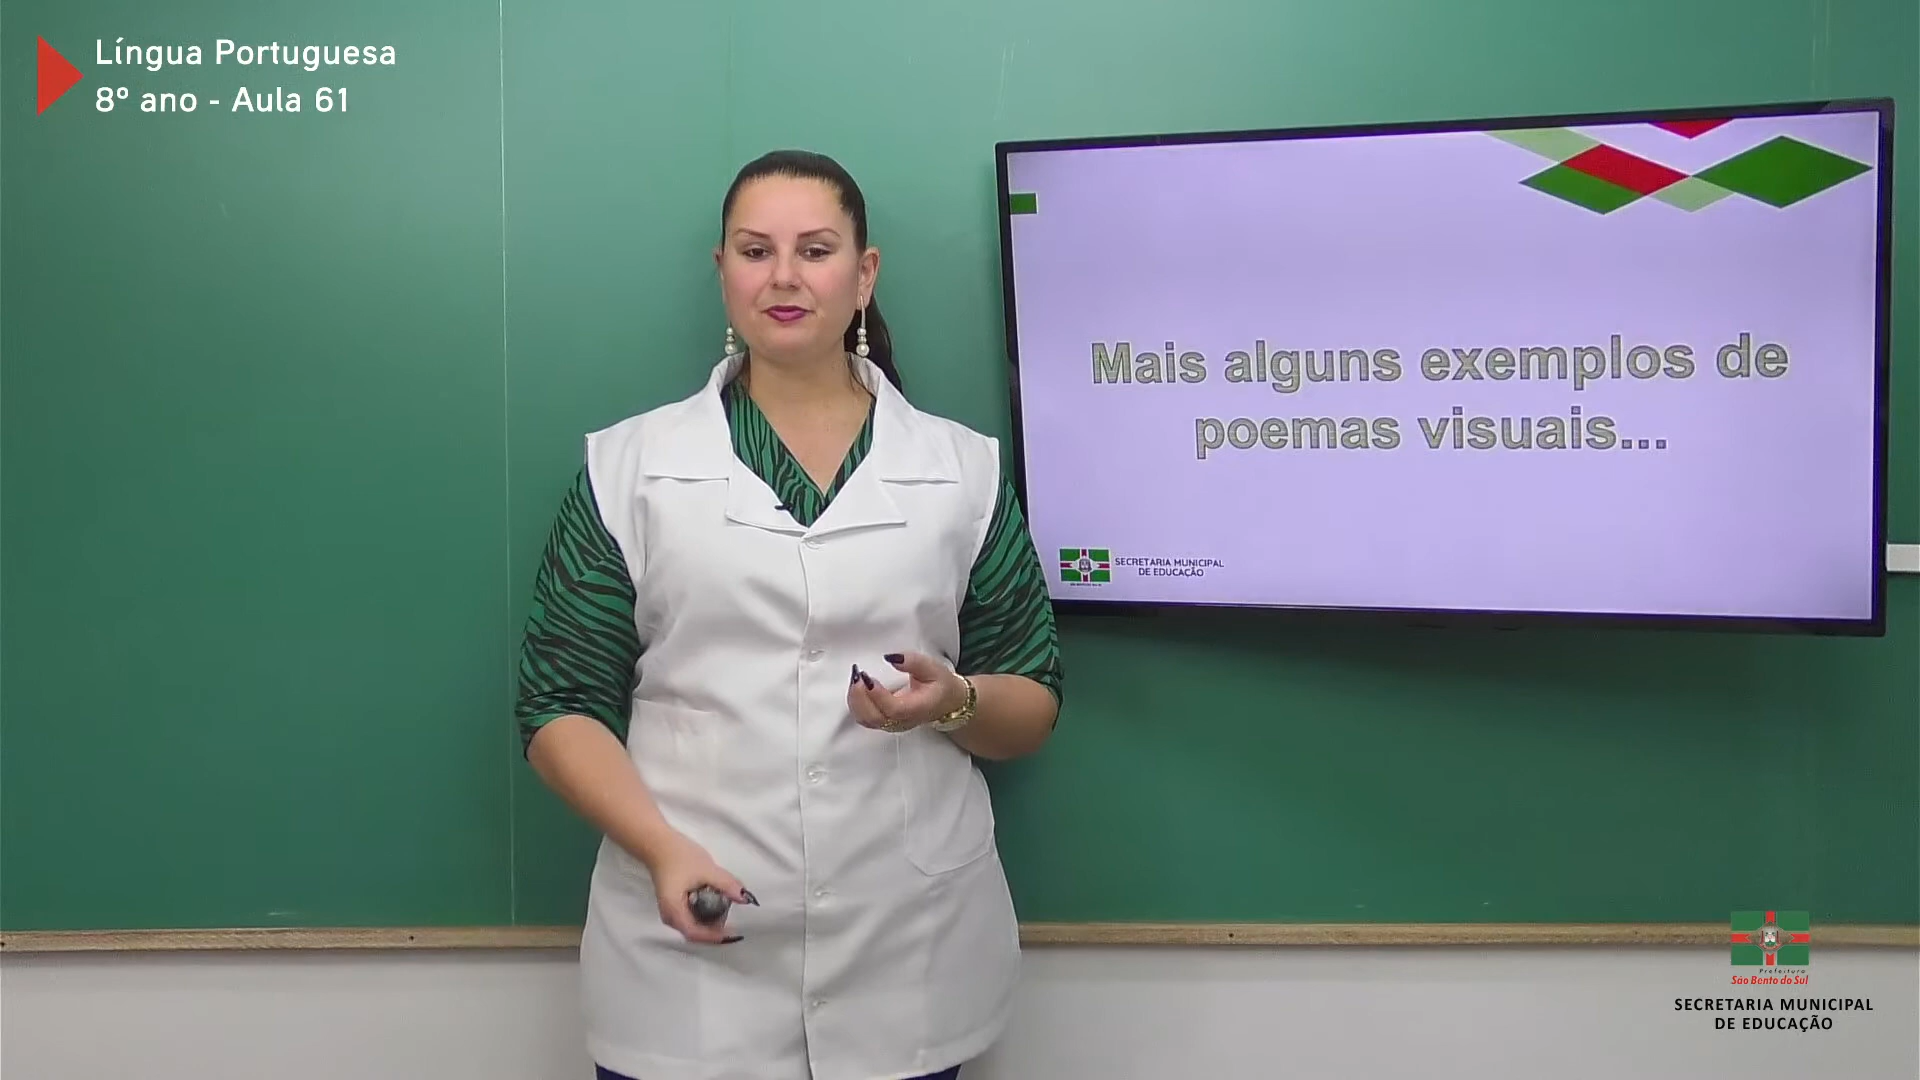 Língua Portuguesa
8º ano - Aula 61
Mais alguns exemplos de
poemas visuais...
SECRETARIA MUNICIPAL
DE EDUCAÇÃO
Prefeitura
São Bento do Sul
SECRETARIA MUNICIPAL
DE EDUCAÇÃO